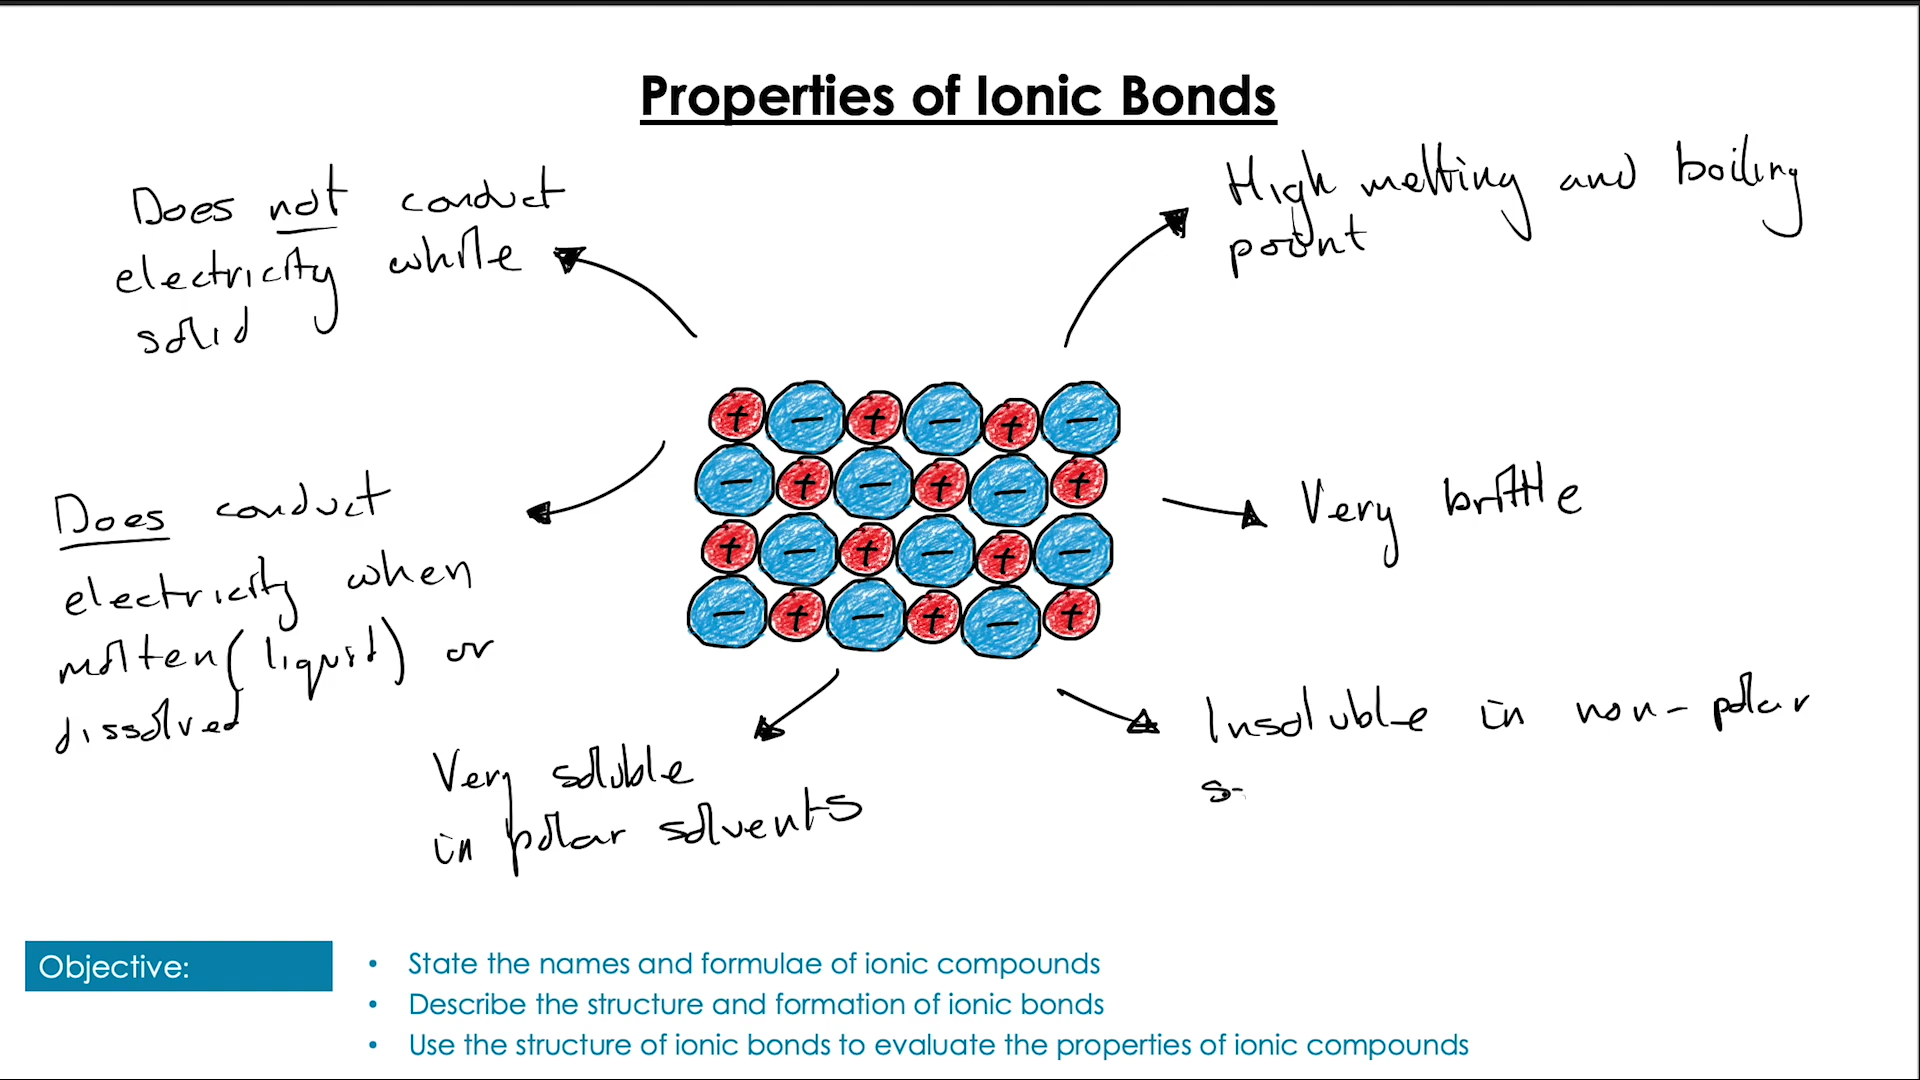 Properties of Ionic Bonds
Does not conduct
electricity while
solid
High melting and boiling
point
+ − + − + −
− + − + − +
+ − + − + −
− + − + − +
Does conduct
electricity when
molten (liquid) or
dissolved
Very brittle
Very soluble
in polar solvents
Insoluble in non-polar
s
Objective:
• State the names and formulae of ionic compounds
• Describe the structure and formation of ionic bonds
• Use the structure of ionic bonds to evaluate the properties of ionic compounds